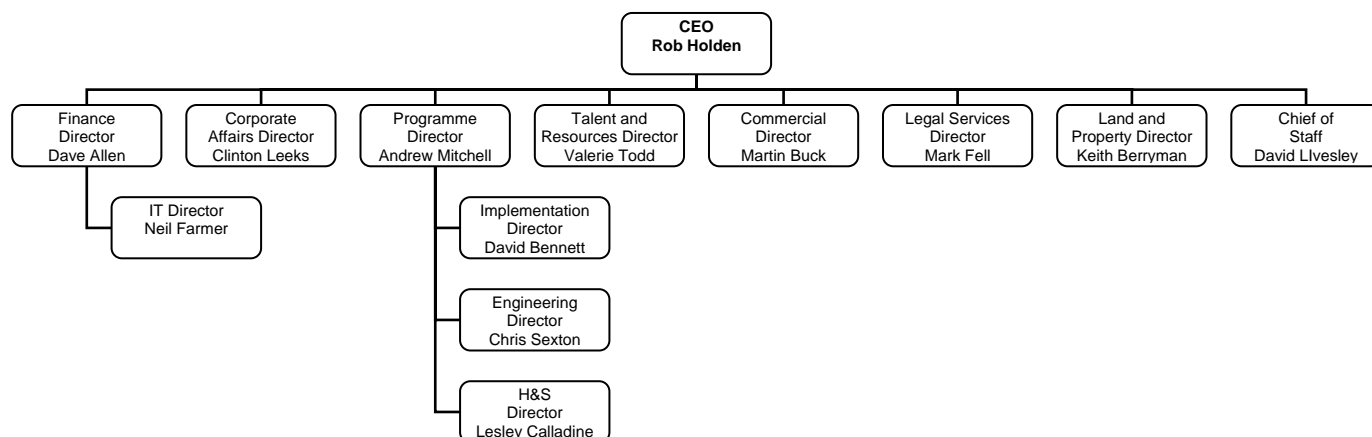 CEO
Rob Holden
Finance
Director
Dave Allen
Corporate
Affairs Director
Clinton Leeks
Programme
Director
Andrew Mitchell
Talent and
Resources Director
Valerie Todd
Commercial
Director
Martin Buck
Legal Services
Director
Mark Fell
Land and
Property Director
Keith Berryman
Chief of
Staff
David LIvesley
IT Director
Neil Farmer
Implementation
Director
David Bennett
Engineering
Director
Chris Sexton
H&S
Director
Lesley Calladine